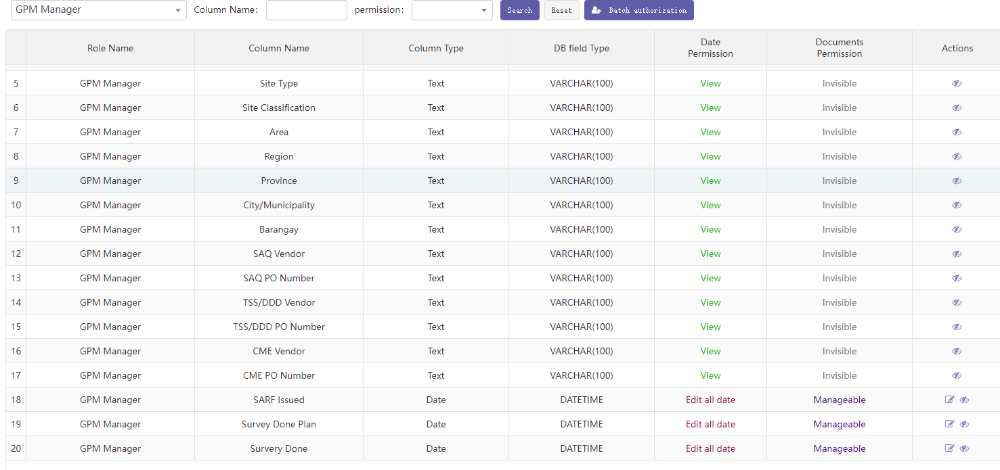 GPM Manager Column Name: permission: Search Reset Batch authorization
Role Name Column Name Column Type DB field Type Date Permission Documents Permission Actions
5 GPM Manager Site Type Text VARCHAR(100) View Invisible
6 GPM Manager Site Classification Text VARCHAR(100) View Invisible
7 GPM Manager Area Text VARCHAR(100) View Invisible
8 GPM Manager Region Text VARCHAR(100) View Invisible
9 GPM Manager Province Text VARCHAR(100) View Invisible
10 GPM Manager City/Municipality Text VARCHAR(100) View Invisible
11 GPM Manager Barangay Text VARCHAR(100) View Invisible
12 GPM Manager SAQ Vendor Text VARCHAR(100) View Invisible
13 GPM Manager SAQ PO Number Text VARCHAR(100) View Invisible
14 GPM Manager TSS/DDD Vendor Text VARCHAR(100) View Invisible
15 GPM Manager TSS/DDD PO Number Text VARCHAR(100) View Invisible
16 GPM Manager CME Vendor Text VARCHAR(100) View Invisible
17 GPM Manager CME PO Number Text VARCHAR(100) View Invisible
18 GPM Manager SARF Issued Date DATETIME Edit all date Manageable
19 GPM Manager Survey Done Plan Date DATETIME Edit all date Manageable
20 GPM Manager Survery Done Date DATETIME Edit all date Manageable